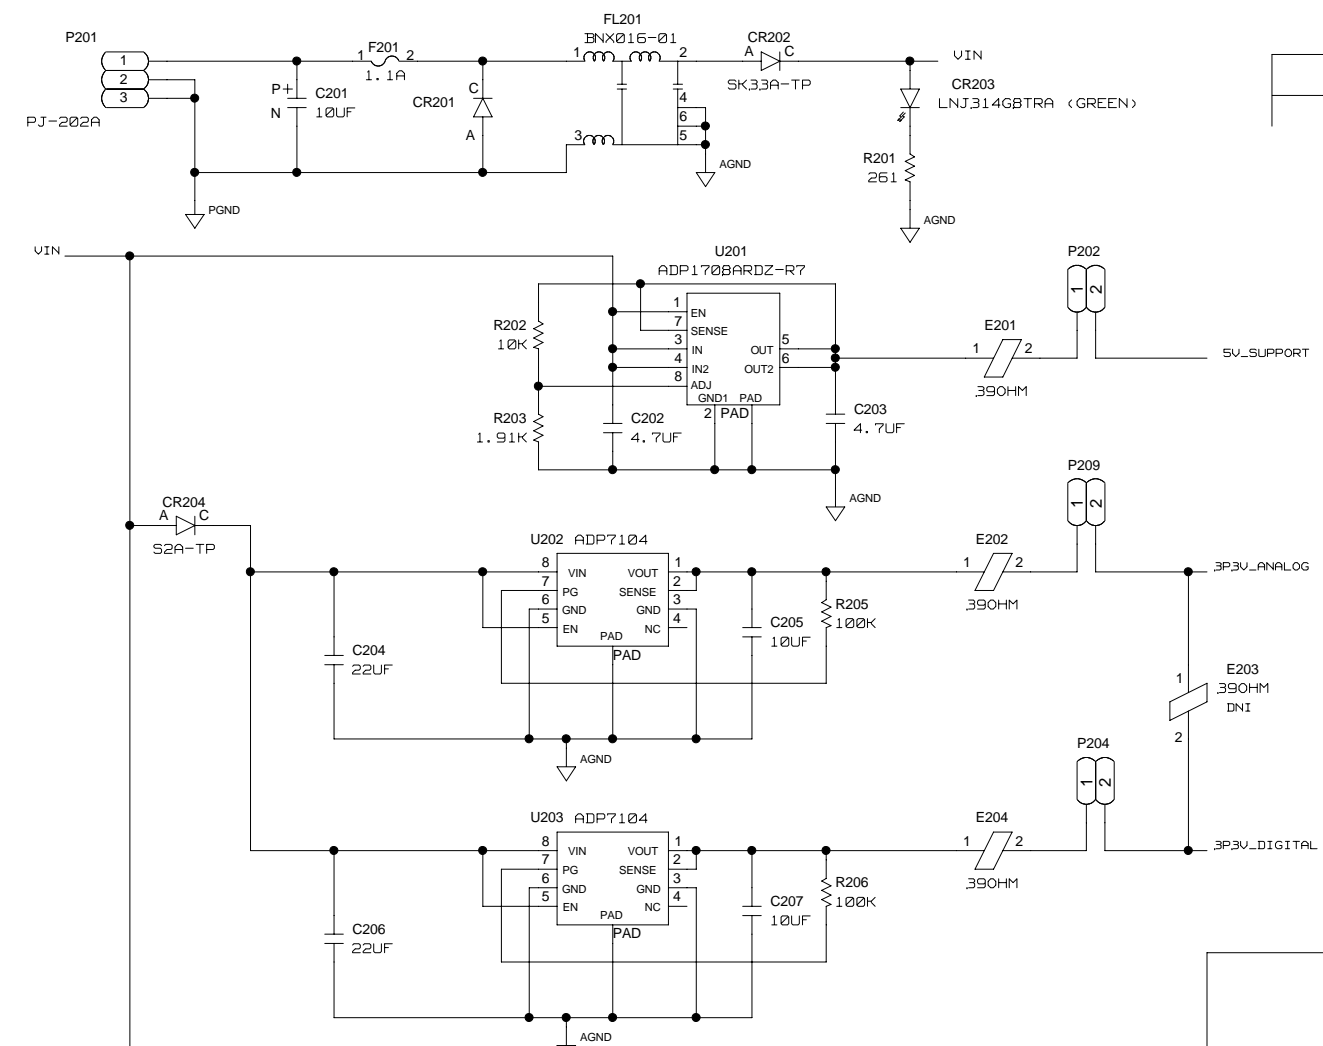 P201
1
2
3
PJ-202A
P+
N
C201
10UF
1 F201 2
1.1A
CR201
C
A
FL201
BNX016-01
1
2
3
4
6
5
AGND
CR202
A C
SK33A-TP
VIN
CR203
LNJ314G8TRA (GREEN)
R201
261
AGND
PGND
VIN
U201
ADP1708ARDZ-R7
1 EN
7 SENSE
3 IN
4 IN2
8 ADJ
OUT 5
OUT2 6
GND1 PAD
2 PAD
R202
10K
R203
1.91K
C202
4.7UF
C203
4.7UF
AGND
E201
1 2
390HM
P202
1 2
5V_SUPPORT
CR204
A C
S2A-TP
U202 ADP7104
8 VIN
7 PG
6 GND
5 EN
VOUT 1
SENSE 2
GND 3
NC 4
PAD
PAD
C204
22UF
C205
10UF
R205
100K
AGND
E202
1 2
390HM
P209
1 2
3P3V_ANALOG
1
E203
390HM
DNI
2
U203 ADP7104
8 VIN
7 PG
6 GND
5 EN
VOUT 1
SENSE 2
GND 3
NC 4
PAD
PAD
C206
22UF
C207
10UF
R206
100K
AGND
E204
1 2
390HM
P204
1 2
3P3V_DIGITAL